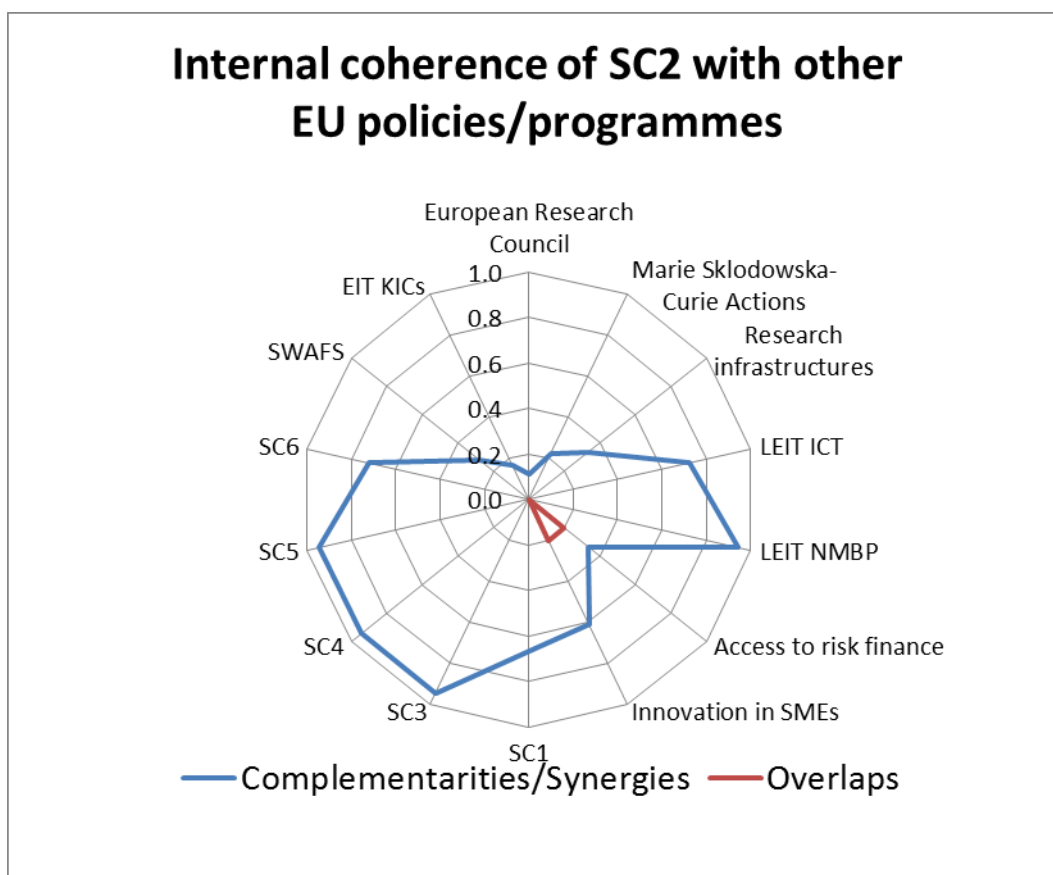 Internal coherence of SC2 with other
EU policies/programmes
European Research
Council
Marie Sklodowska-
Curie Actions
Research
infrastructures
LEIT ICT
LEIT NMBP
Access to risk finance
Innovation in SMEs
SC1
SC3
SC4
SC5
SC6
SWAFS
EIT KICs
1.0
0.8
0.6
0.4
0.2
0.0
Complementarities/Synergies
Overlaps